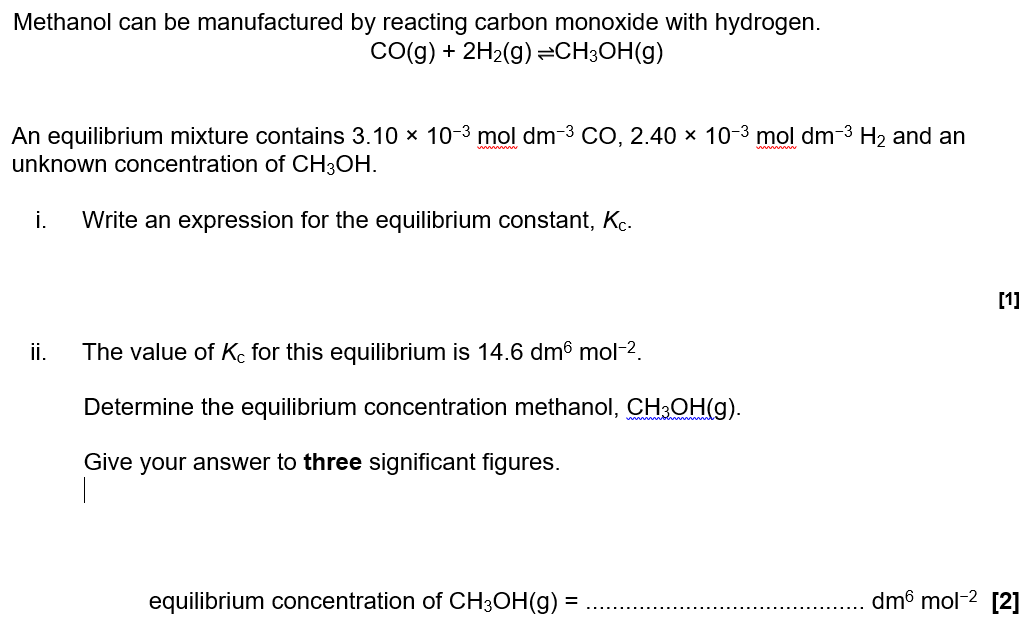 Methanol can be manufactured by reacting carbon monoxide with hydrogen.
CO(g) + 2H₂(g) ⇌CH₃OH(g)
An equilibrium mixture contains 3.10 × 10⁻³ mol dm⁻³ CO, 2.40 × 10⁻³ mol dm⁻³ H₂ and an
unknown concentration of CH₃OH.
i. Write an expression for the equilibrium constant, Kc.
[1]
ii. The value of Kc for this equilibrium is 14.6 dm⁶ mol⁻².
Determine the equilibrium concentration methanol, CH₃OH(g).
Give your answer to three significant figures.
equilibrium concentration of CH₃OH(g) = .......................................... dm⁶ mol⁻² [2]